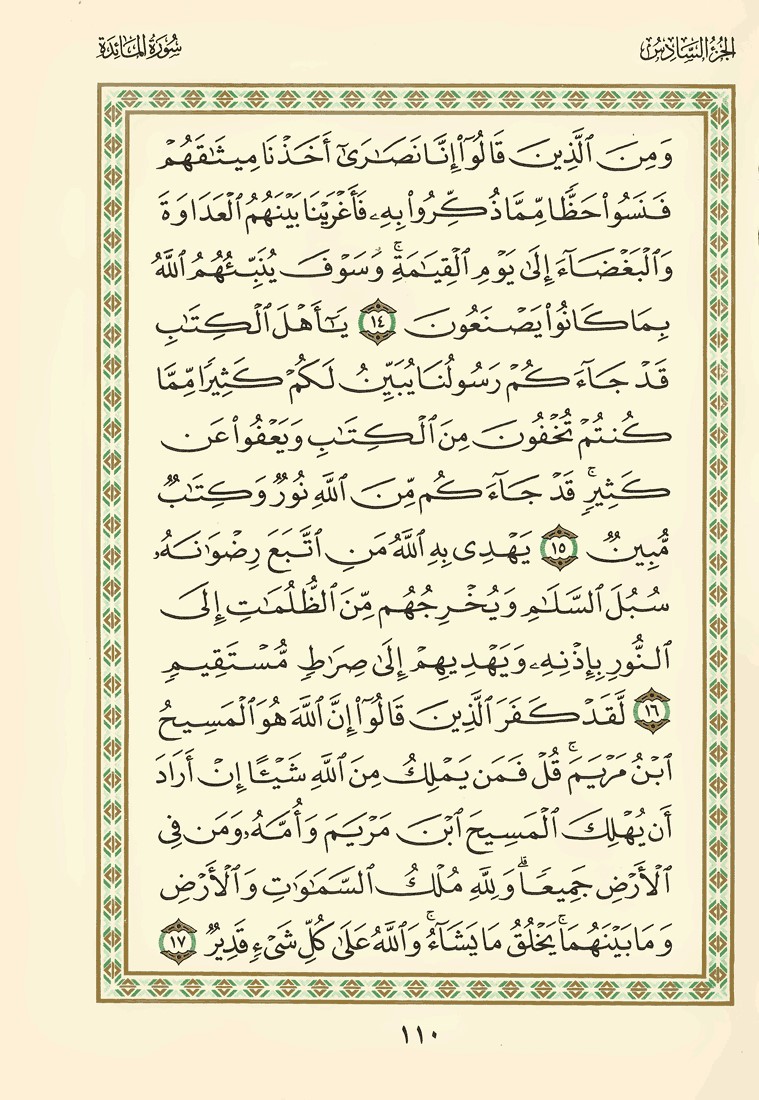 الجزء السادس
سورة المائدة
وَمِنَ ٱلَّذِينَ قَالُوٓاْ إِنَّا نَصَٰرَىٰٓ أَخَذۡنَا مِيثَٰقَهُمۡ
فَنَسُواْ حَظّٗا مِّمَّا ذُكِّرُواْ بِهِۦ فَأَغۡرَيۡنَا بَيۡنَهُمُ ٱلۡعَدَاوَةَ
وَٱلۡبَغۡضَآءَ إِلَىٰ يَوۡمِ ٱلۡقِيَٰمَةِۚ وَسَوۡفَ يُنَبِّئُهُمُ ٱللَّهُ
بِمَا كَانُواْ يَصۡنَعُونَ ١٤ يَٰٓأَهۡلَ ٱلۡكِتَٰبِ
قَدۡ جَآءَكُمۡ رَسُولُنَا يُبَيِّنُ لَكُمۡ كَثِيرٗا مِّمَّا
كُنتُمۡ تُخۡفُونَ مِنَ ٱلۡكِتَٰبِ وَيَعۡفُواْ عَن
كَثِيرٖۚ قَدۡ جَآءَكُم مِّنَ ٱللَّهِ نُورٞ وَكِتَٰبٞ
مُّبِينٞ ١٥ يَهۡدِي بِهِ ٱللَّهُ مَنِ ٱتَّبَعَ رِضۡوَٰنَهُۥ
سُبُلَ ٱلسَّلَٰمِ وَيُخۡرِجُهُم مِّنَ ٱلظُّلُمَٰتِ إِلَى
ٱلنُّورِ بِإِذۡنِهِۦ وَيَهۡدِيهِمۡ إِلَىٰ صِرَٰطٖ مُّسۡتَقِيمٖ
١٦ لَّقَدۡ كَفَرَ ٱلَّذِينَ قَالُوٓاْ إِنَّ ٱللَّهَ هُوَ ٱلۡمَسِيحُ
ٱبۡنُ مَرۡيَمَۚ قُلۡ فَمَن يَمۡلِكُ مِنَ ٱللَّهِ شَيۡـًٔا إِنۡ أَرَادَ
أَن يُهۡلِكَ ٱلۡمَسِيحَ ٱبۡنَ مَرۡيَمَ وَأُمَّهُۥ وَمَن فِي
ٱلۡأَرۡضِ جَمِيعٗاۗ وَلِلَّهِ مُلۡكُ ٱلسَّمَٰوَٰتِ وَٱلۡأَرۡضِ
وَمَا بَيۡنَهُمَاۚ يَخۡلُقُ مَا يَشَآءُۚ وَٱللَّهُ عَلَىٰ كُلِّ شَيۡءٖ قَدِيرٞ ١٧
١١٠